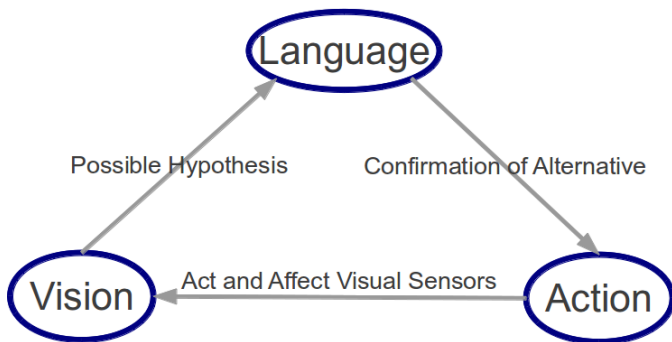 Language
Possible Hypothesis
Confirmation of Alternative
Act and Affect Visual Sensors
Vision
Action